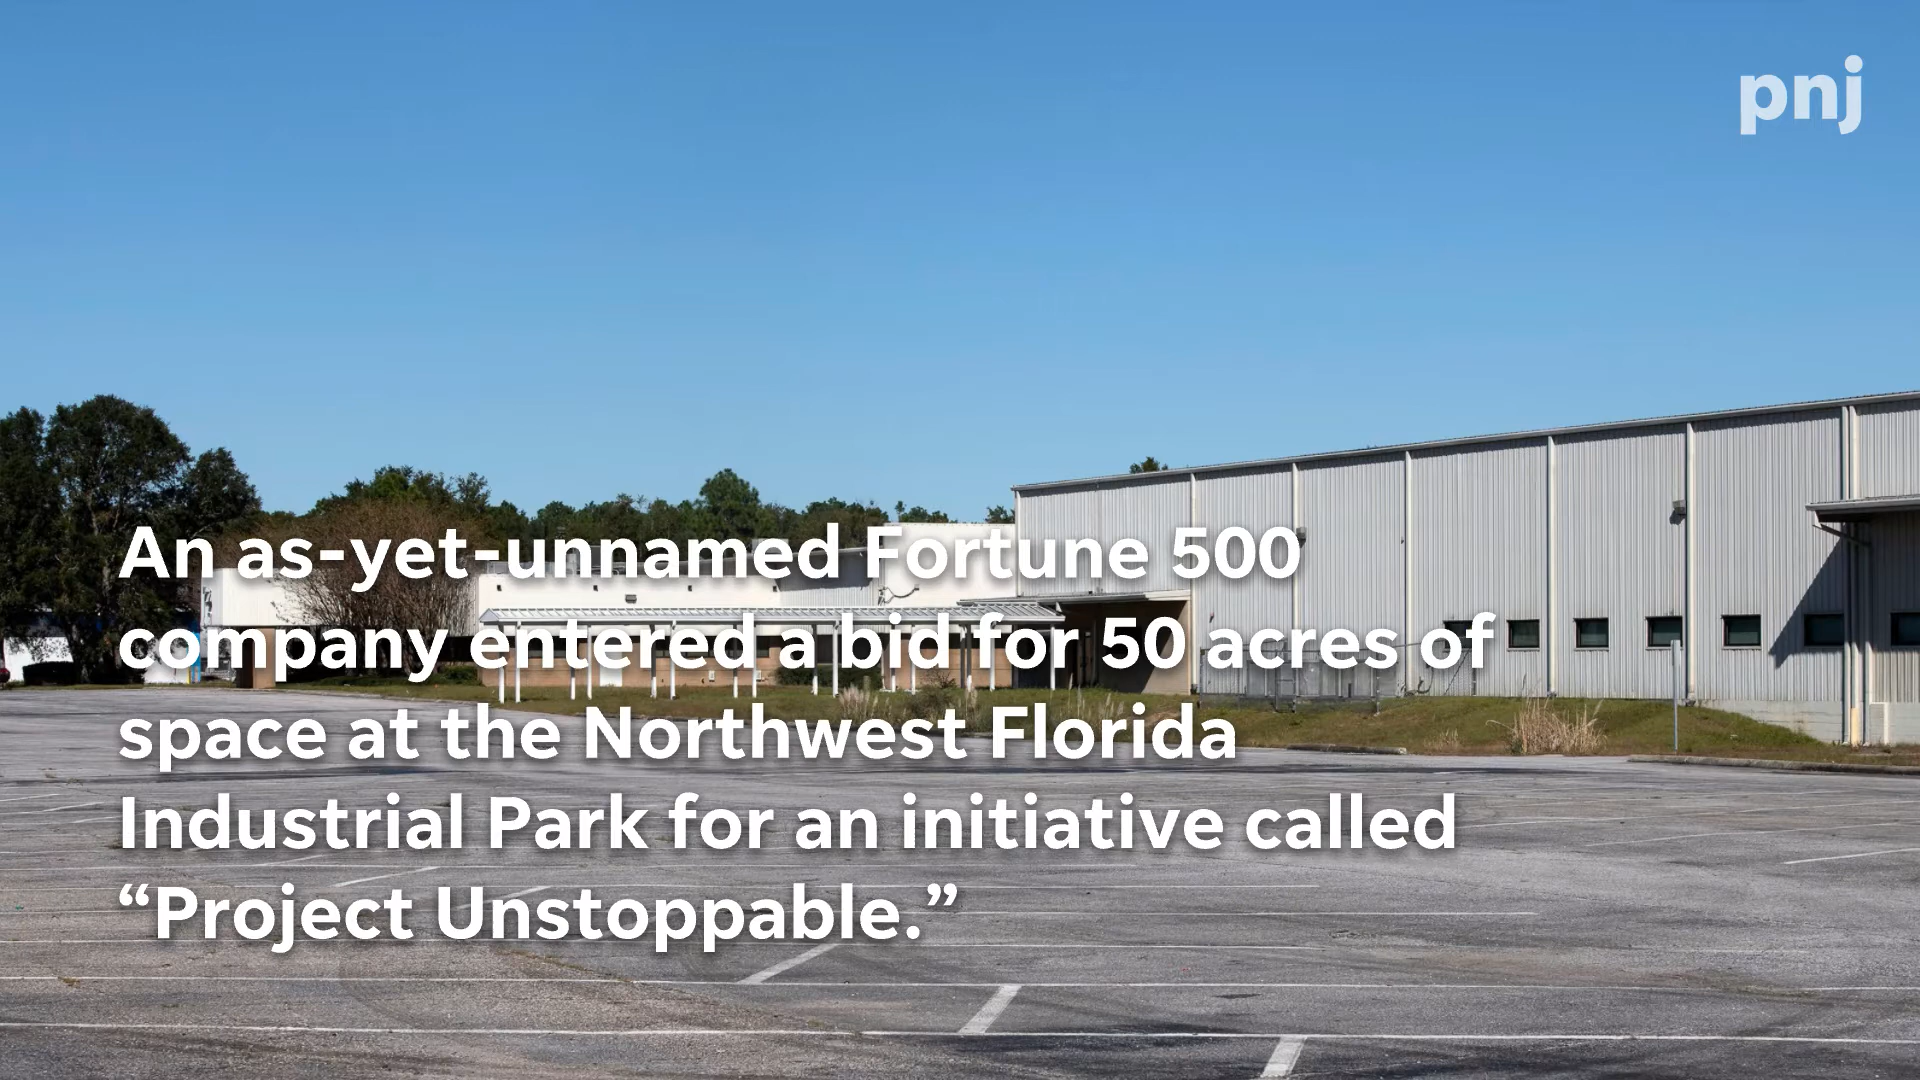 pnj
An as-yet-unnamed Fortune 500
company entered a bid for 50 acres of
space at the Northwest Florida
Industrial Park for an initiative called
“Project Unstoppable.”